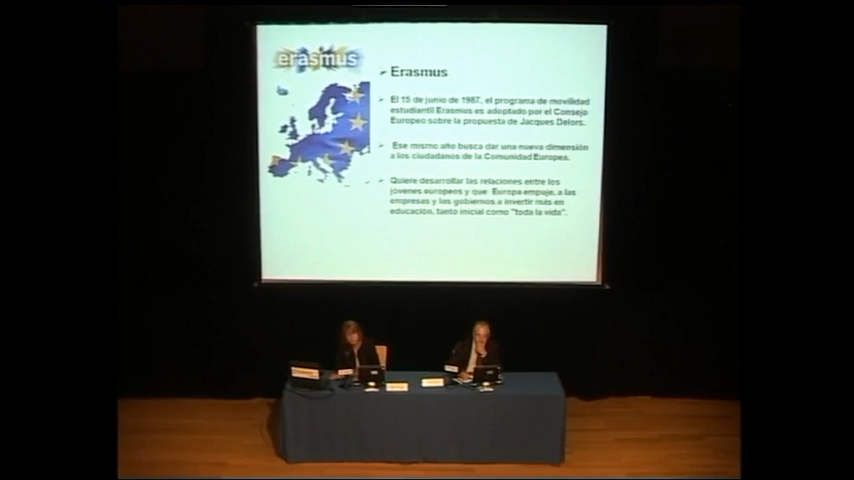 erasmus
Erasmus
El 15 de junio de 1987, el programa de movilidad
estudiantil Erasmus es adoptado por el Consejo
Europeo sobre la propuesta de Jacques Delors.
Ese mismo año busca dar una nueva dimensión
a los ciudadanos de la Comunidad Europea.
Quiere desarrollar las relaciones entre los
jóvenes europeos y que Europa empuje, a las
empresas y los gobiernos a invertir más en
educación, tanto inicial como "toda la vida".